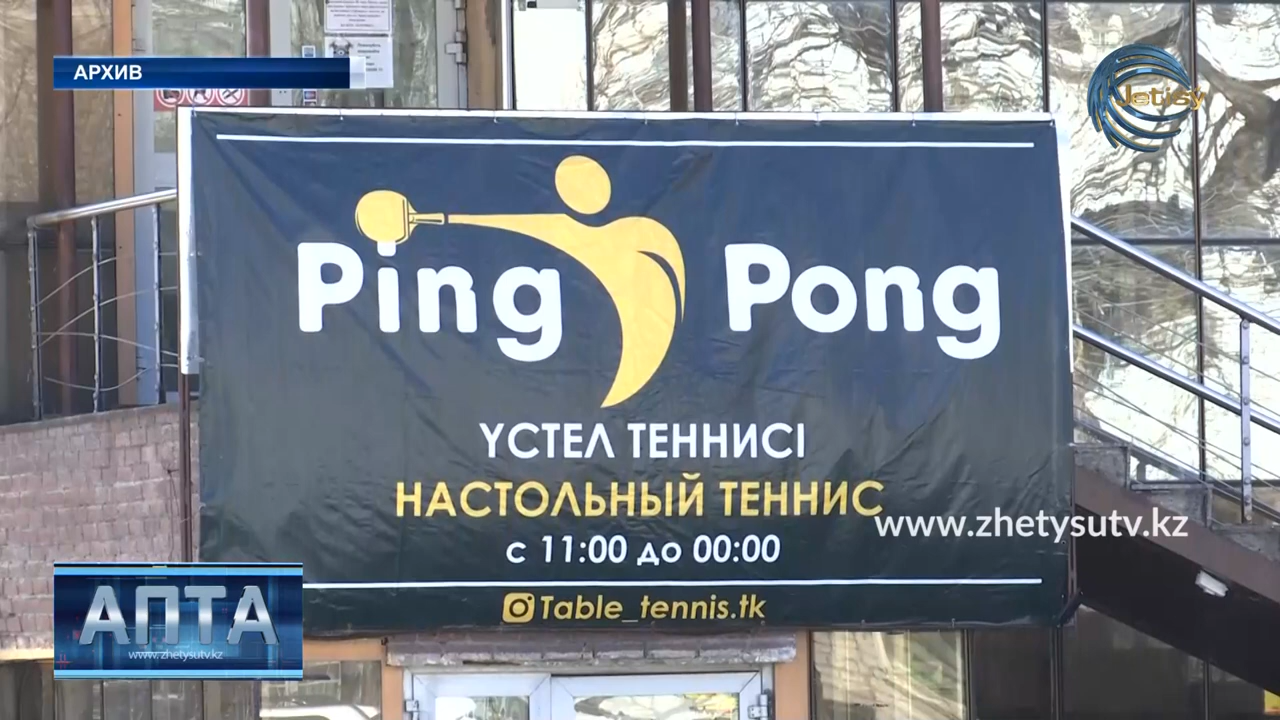 АРХИВ
Jetisy
Ping Pong
ҮСТЕЛ ТЕННИСІ
НАСТОЛЬНЫЙ ТЕННИС
с 11:00 до 00:00
Table_tennis.tk
www.zhetysutv.kz
АПТА
www.zhetysutv.kz